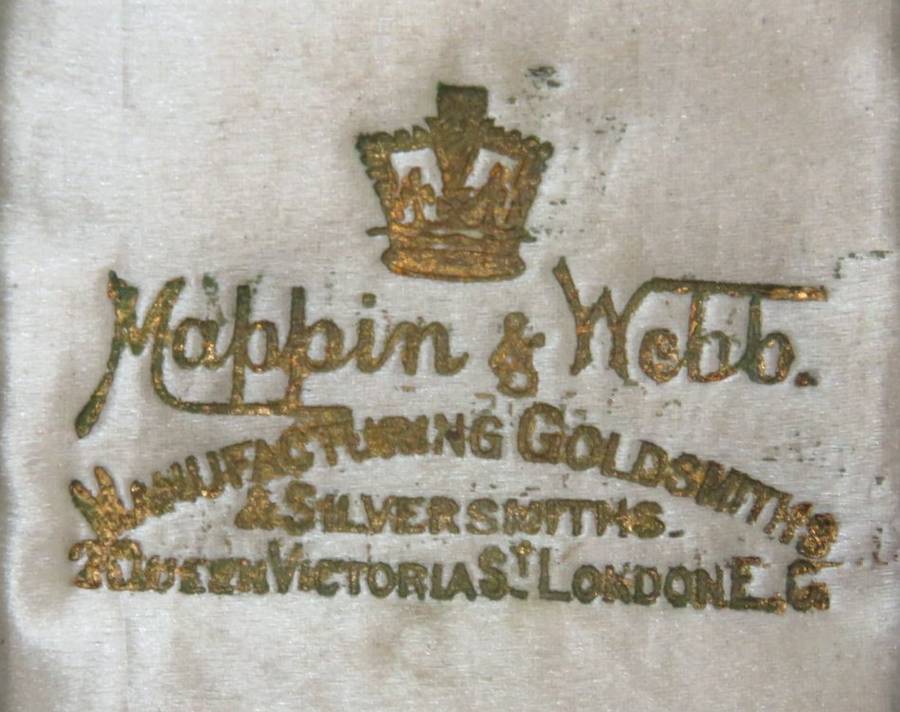 Mappin & Webb.
MANUFACTURING GOLDSMITHS
& SILVERSMITHS.
2 QUEEN VICTORIA ST. LONDON E.C